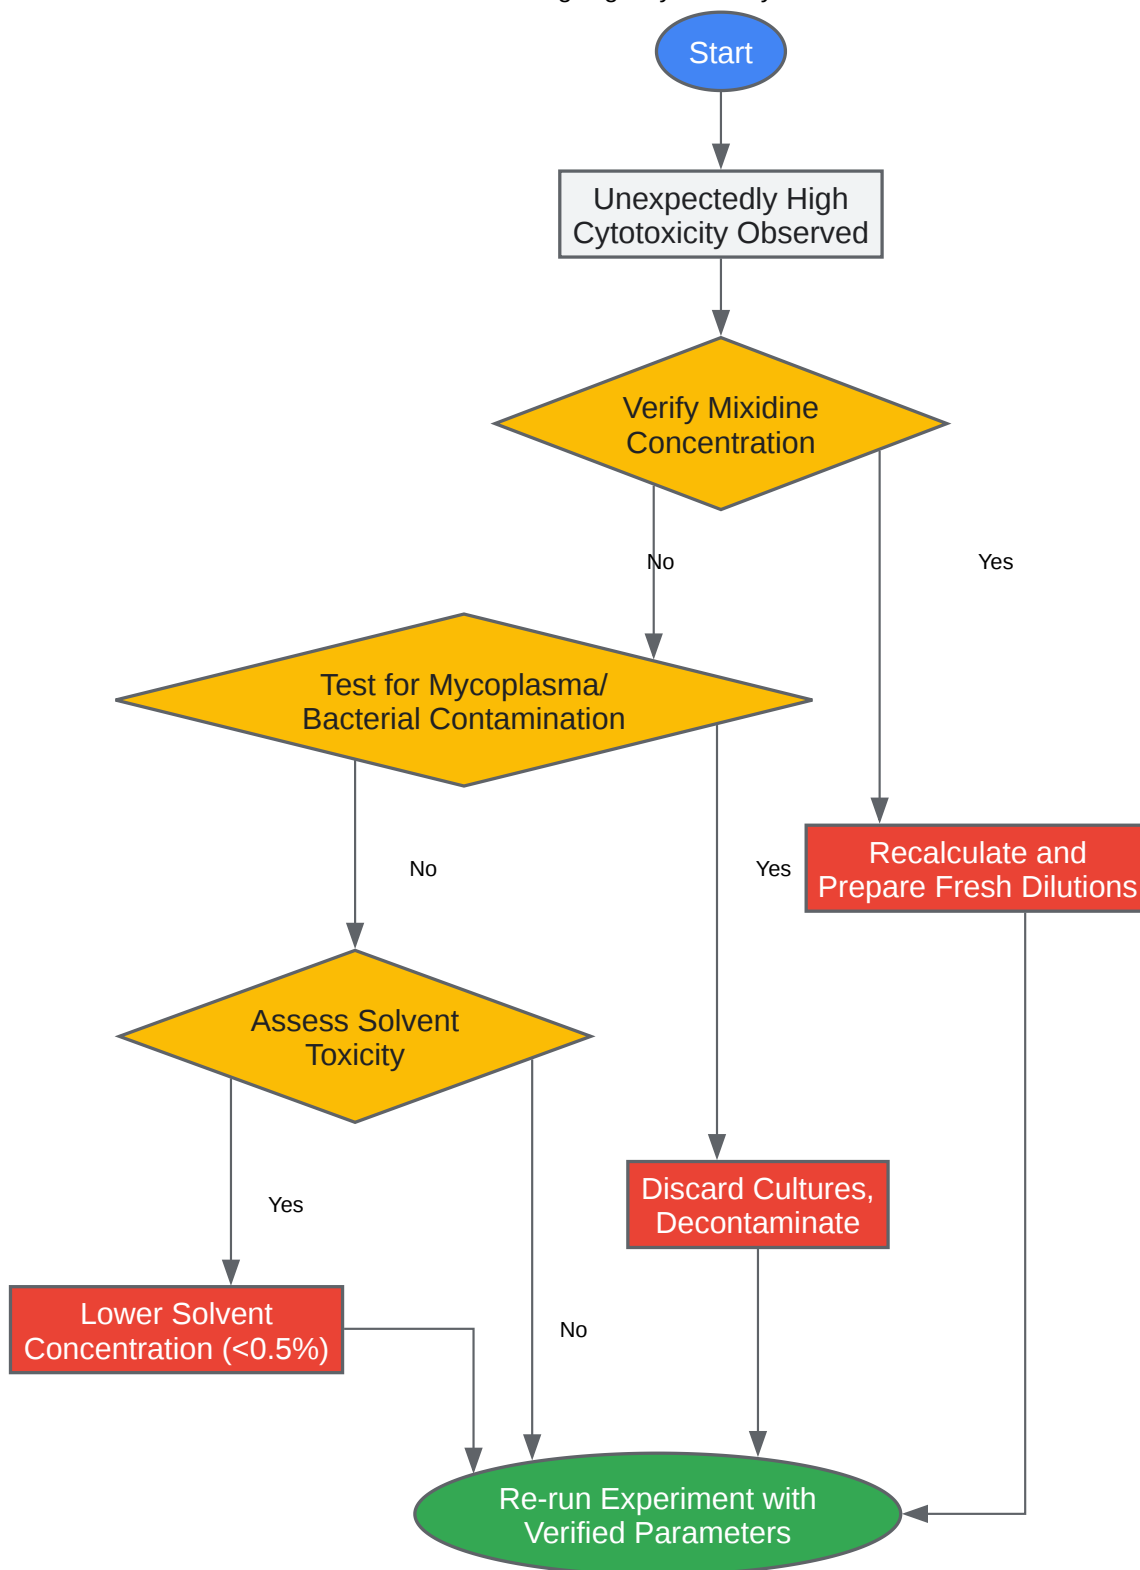 Start
Unexpectedly High
Cytotoxicity Observed
Verify Mixidine
Concentration
No
Yes
Test for Mycoplasma/
Bacterial Contamination
No
Yes
Recalculate and
Prepare Fresh Dilutions
Assess Solvent
Toxicity
Yes
Discard Cultures,
Decontaminate
Lower Solvent
Concentration (<0.5%)
No
Re-run Experiment with
Verified Parameters